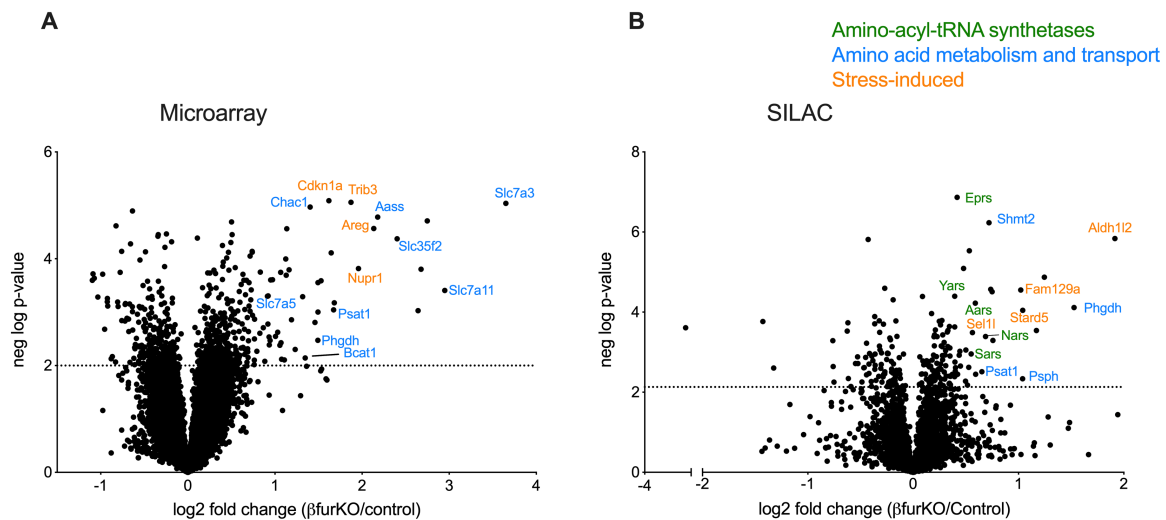 A
B
Amino-acyl-tRNA synthetases
Amino acid metabolism and transport
Stress-induced
Microarray
SILAC
6
4
2
0
neg log p-value
-1
0
1
2
3
4
log2 fold change (βfurKO/control)
Cdkn1a
Trib3
Chac1
Aass
Slc7a3
Areg
Slc35f2
Nupr1
Slc7a11
Slc7a5
Psat1
Phgdh
Bcat1
8
6
4
2
0
neg log p-value
-4
-2
0
1
2
log2 fold change (βfurKO/Control)
Eprs
Shmt2
Aldh1l2
Yars
Fam129a
Aars
Stard5
Phgdh
Sel1l
Nars
Sars
Psat1
Psph